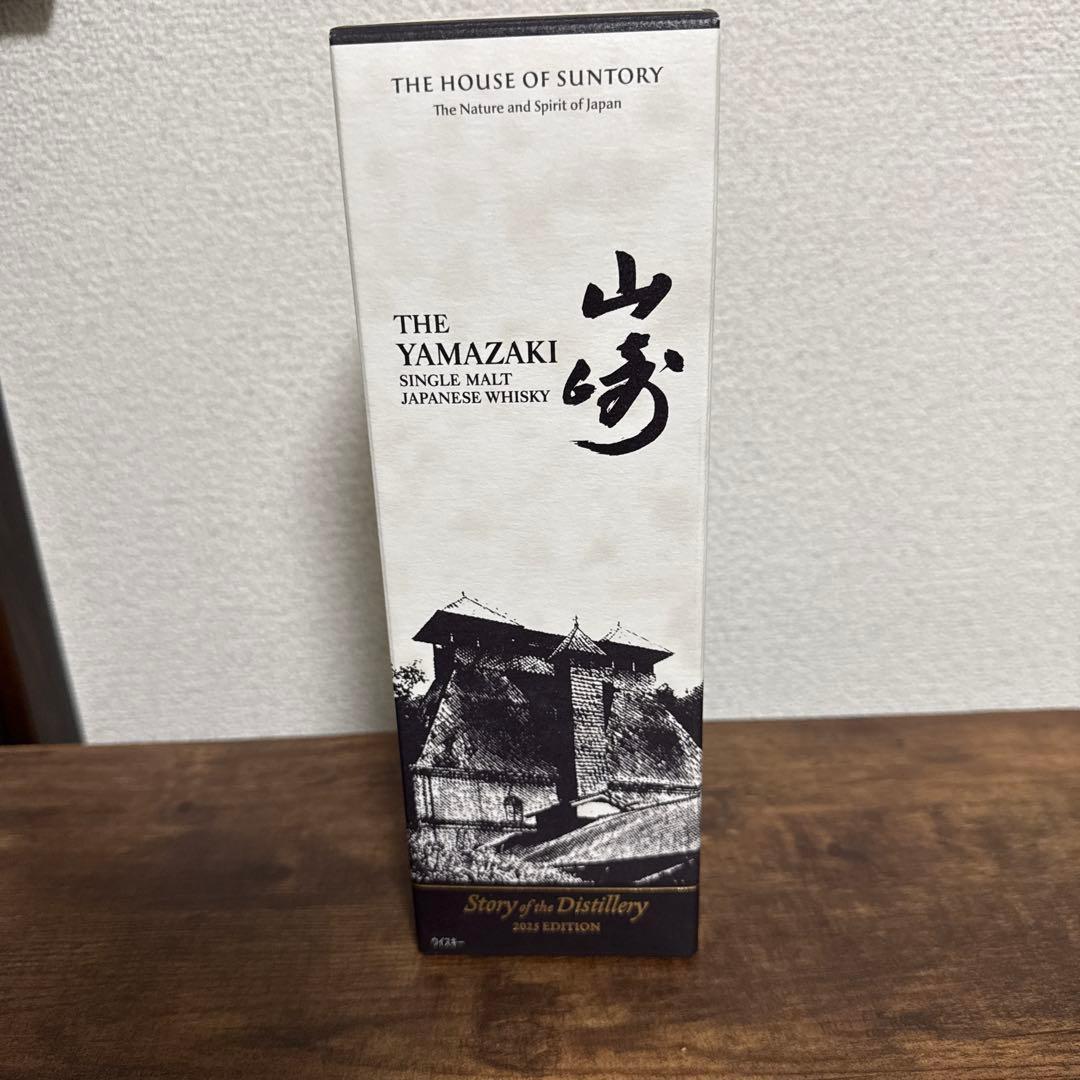 THE HOUSE OF SUNTORY
The Nature and Spirit of Japan
山崎
THE
YAMAZAKI
SINGLE MALT
JAPANESE WHISKY
Story of the Distillery
2025 EDITION
ウイスキー